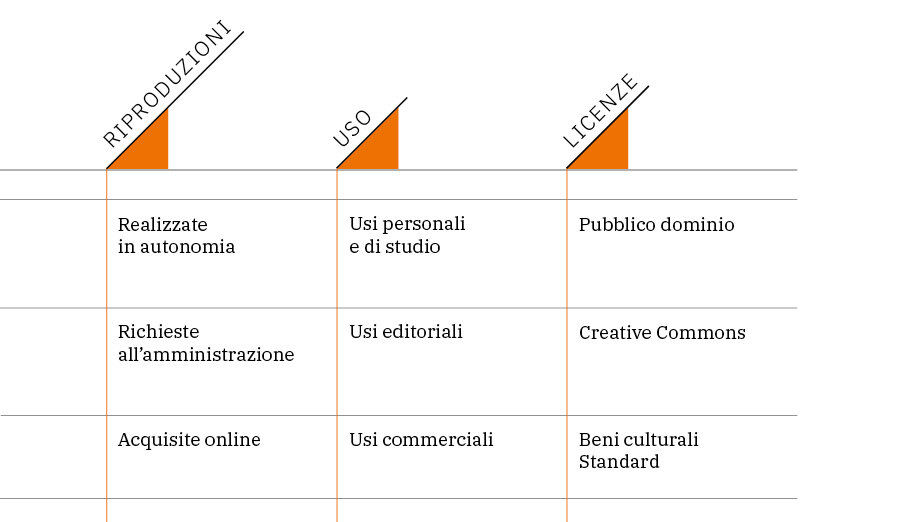 RIPRODUZIONI
USO
LICENZE
Realizzate
in autonomia
Usi personali
e di studio
Pubblico dominio
Richieste
all’amministrazione
Usi editoriali
Creative Commons
Acquisite online
Usi commerciali
Beni culturali
Standard